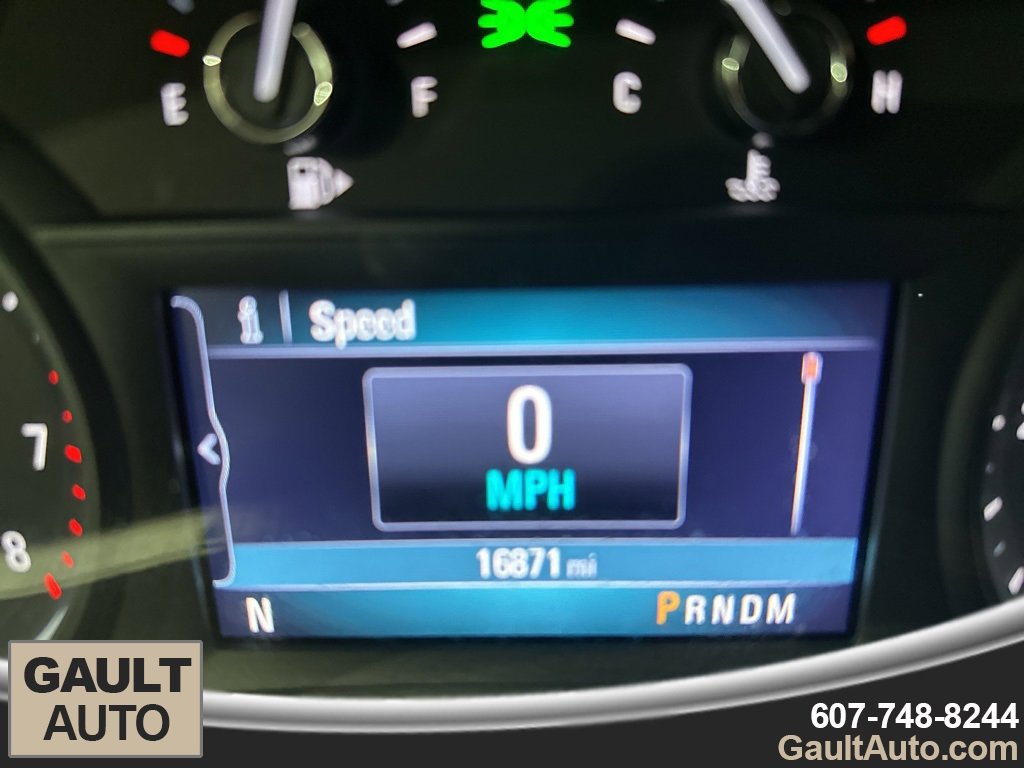 E F C H
i Speed
7
0
MPH
8
16871 mi
N PRNDM
GAULT
AUTO
607-748-8244
GaultAuto.com